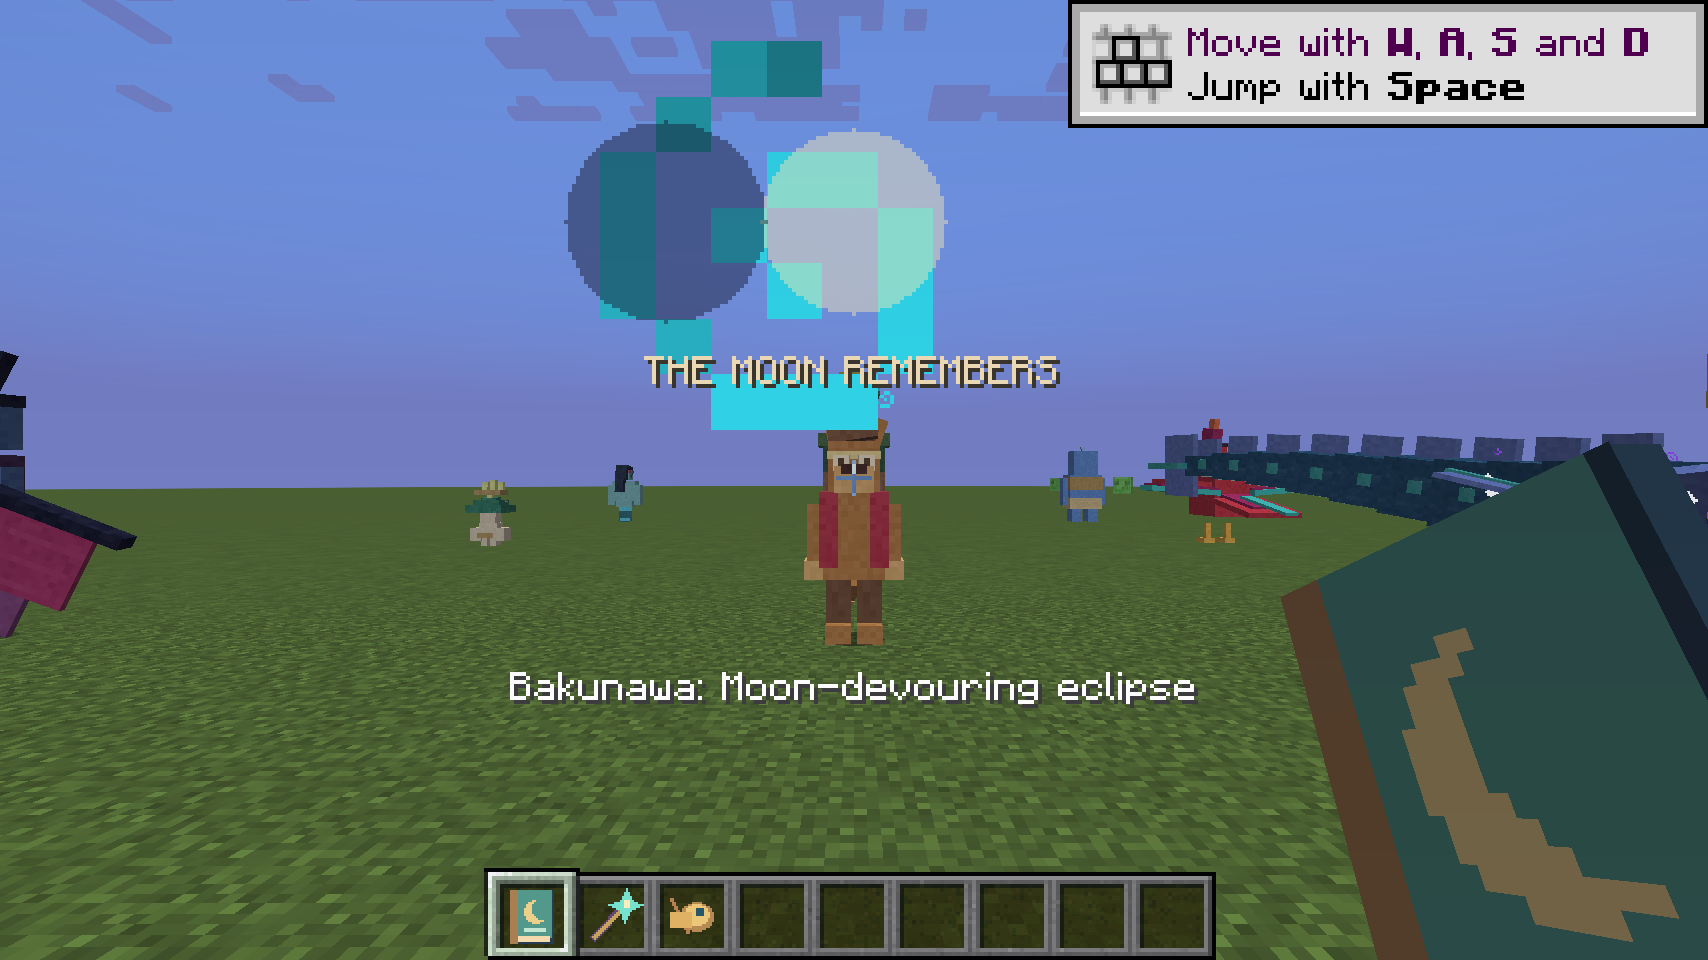 Move with W, A, S and D
Jump with Space
THE MOON REMEMBERS
Bakunawa: Moon-devouring eclipse